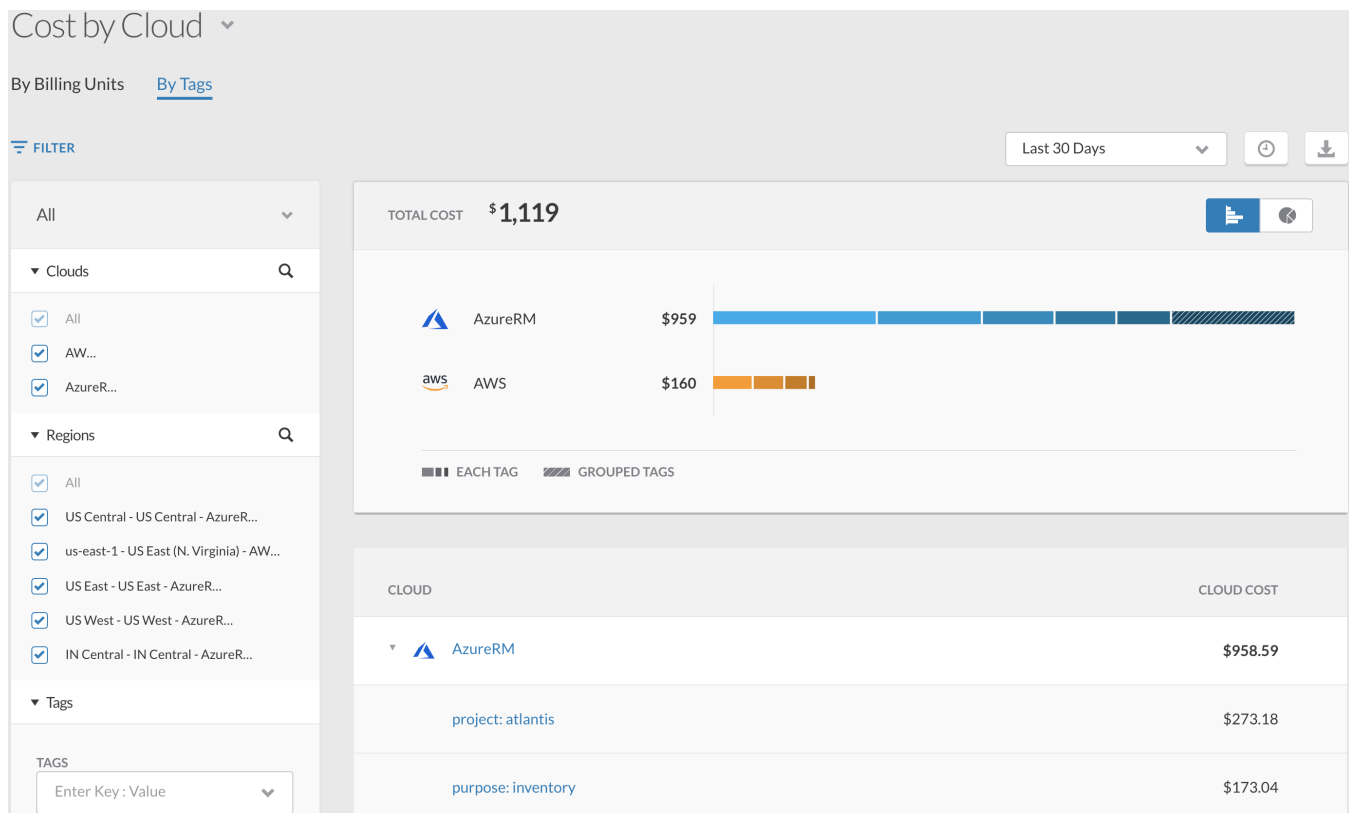 Cost by Cloud
By Billing Units By Tags
FILTER
Last 30 Days
All
Clouds
All
AW...
AzureR...
Regions
All
US Central - US Central - AzureR...
us-east-1 - US East (N. Virginia) - AW...
US East - US East - AzureR...
US West - US West - AzureR...
IN Central - IN Central - AzureR...
Tags
TAGS
Enter Key : Value
TOTAL COST $1,119
AzureRM $959
aws AWS $160
EACH TAG GROUPED TAGS
CLOUD CLOUD COST
AzureRM $958.59
project: atlantis $273.18
purpose: inventory $173.04